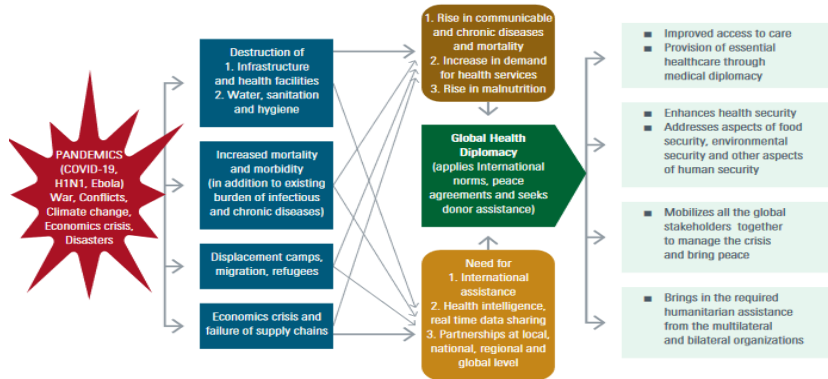 PANDEMICS
(COVID-19,
H1N1, Ebola)
War, Conflicts,
Climate change,
Economics crisis,
Disasters
Destruction of
1. Infrastructure
and health facilities
2. Water, sanitation
and hygiene
Increased mortality and
morbidity
(in addition to existing
burden of infectious
and chronic diseases)
Displacement camps,
migration, refugees
Economics crisis and
failure of supply chains
1. Rise in communicable
and chronic diseases
and mortality
2. Increase in demand
for health services
3. Rise in malnutrition
Global Health
Diplomacy
(applies International
norms, peace
agreements and seeks
donor assistance)
Need for
1. International
assistance
2. Health intelligence,
real time data sharing
3. Partnerships at local,
national, regional and
global level
■ Improved access to care
■ Provision of essential
healthcare through
medical diplomacy
■ Enhances health security
■ Addresses aspects of food
security, environmental
security and other aspects
of human security
■ Mobilizes all the global
stakeholders together
to manage the crisis
and bring peace
■ Brings in the required
humanitarian assistance
from the multilateral
and bilateral organizations